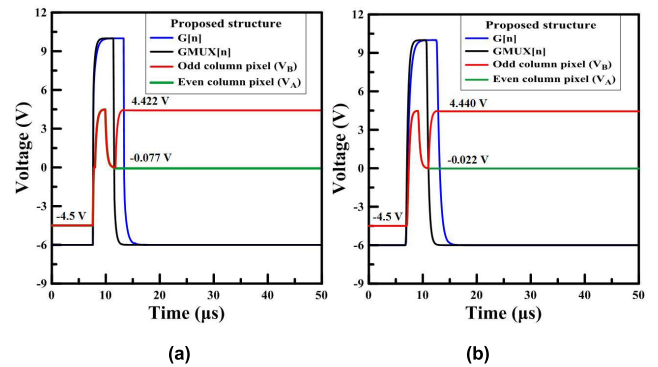 Proposed structure
G[n]
GMUX[n]
Odd column pixel (VB)
Even column pixel (VA)
4.422 V
-0.077 V
-4.5 V
12
9
6
3
0
-3
-6
-9
Voltage (V)
0 10 20 30 40 50
Time (µs)
(a)
Proposed structure
G[n]
GMUX[n]
Odd column pixel (VB)
Even column pixel (VA)
4.440 V
-0.022 V
-4.5 V
12
9
6
3
0
-3
-6
-9
Voltage (V)
0 10 20 30 40 50
Time (µs)
(b)